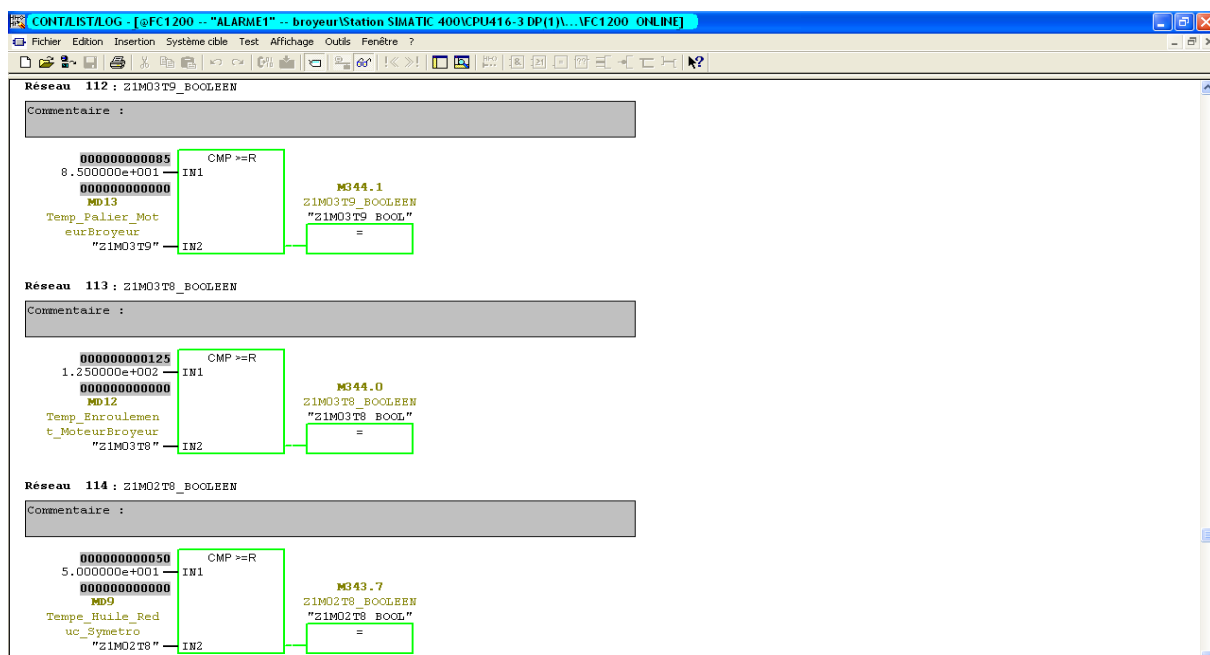 CONT/LIST/LOG - [@FC1200 -- "ALARME1" -- broyeur\Station SIMATIC 400\CPU416-3 DP(1)\...\FC1200 ONLINE]
Fichier Edition Insertion Système cible Test Affichage Outils Fenêtre ?
Réseau 112 : Z1M03T9_BOOLEEN
Commentaire :
000000000085 CMP >=R
8.500000e+001 IN1
000000000000 M344.1
MD13 Z1M03T9_BOOLEEN
Temp_Palier_Mot "Z1M03T9 BOOL"
eurBroyeur =
"Z1M03T9" IN2
Réseau 113 : Z1M03T8_BOOLEEN
Commentaire :
000000000125 CMP >=R
1.250000e+002 IN1
000000000000 M344.0
MD12 Z1M03T8_BOOLEEN
Temp_Enroulemen "Z1M03T8 BOOL"
t_MoteurBroyeur =
"Z1M03T8" IN2
Réseau 114 : Z1M02T8_BOOLEEN
Commentaire :
000000000050 CMP >=R
5.000000e+001 IN1
000000000000 M343.7
MD9 Z1M02T8_BOOLEEN
Tempe_Huile_Red "Z1M02T8 BOOL"
uc_Symetro =
"Z1M02T8" IN2